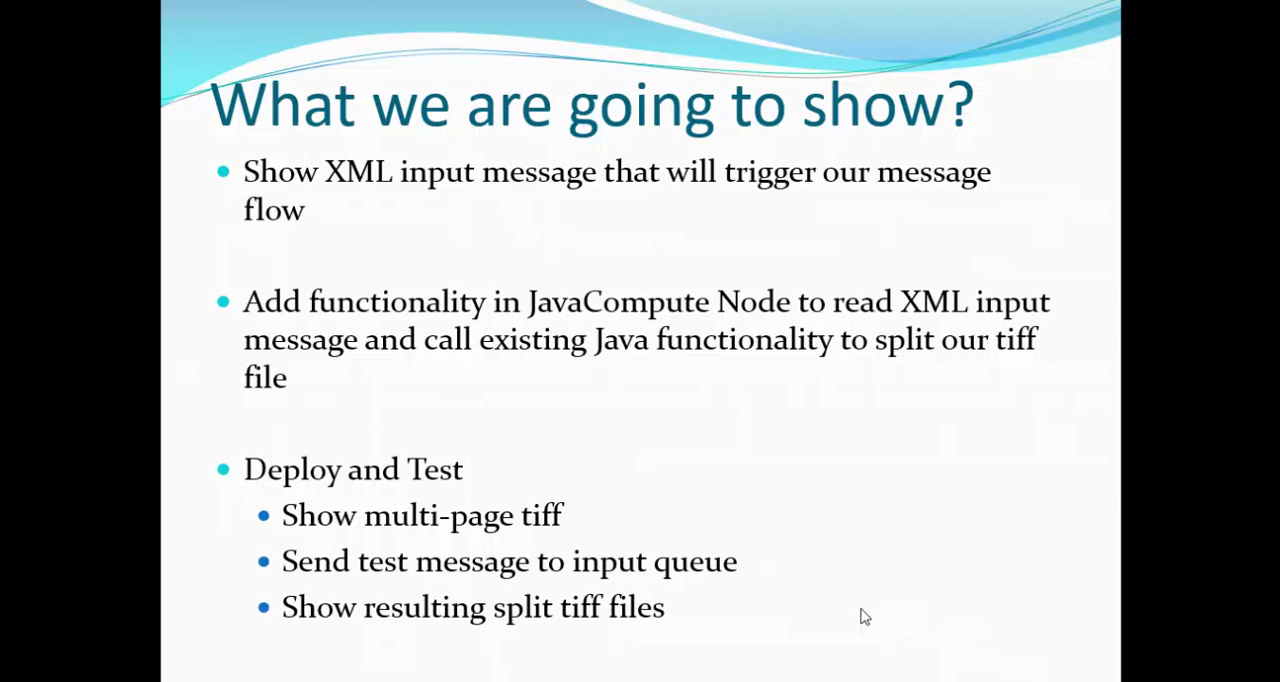 What we are going to show?
Show XML input message that will trigger our message
flow
Add functionality in JavaCompute Node to read XML input
message and call existing Java functionality to split our tiff
file
Deploy and Test
Show multi-page tiff
Send test message to input queue
Show resulting split tiff files